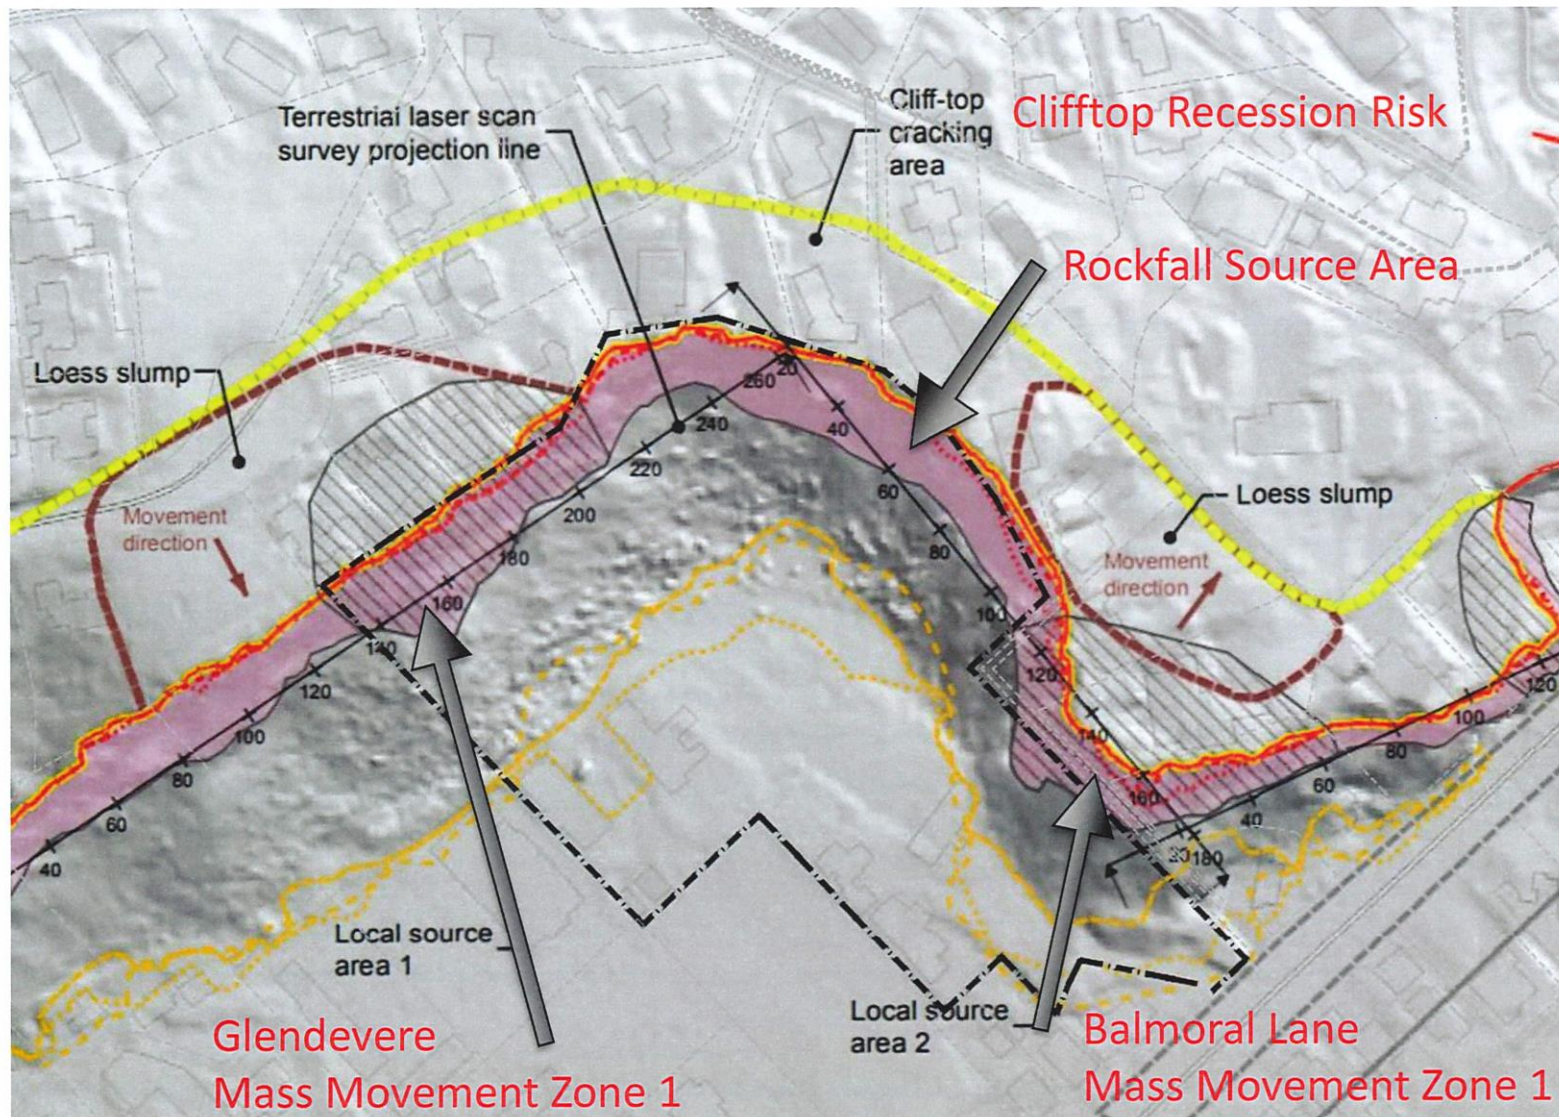 Terrestrial laser scan
survey projection line
Cliff-top
cracking
area
Clifftop Recession Risk
Rockfall Source Area
Loess slump
Movement
direction
Loess slump
Movement
direction
260
20
240
40
220
60
200
80
180
100
160
140
120
120
100
80
60
40
120
140
160
100
80
60
40
20
180
Local source
area 1
Local source
area 2
Glendevere
Mass Movement Zone 1
Balmoral Lane
Mass Movement Zone 1